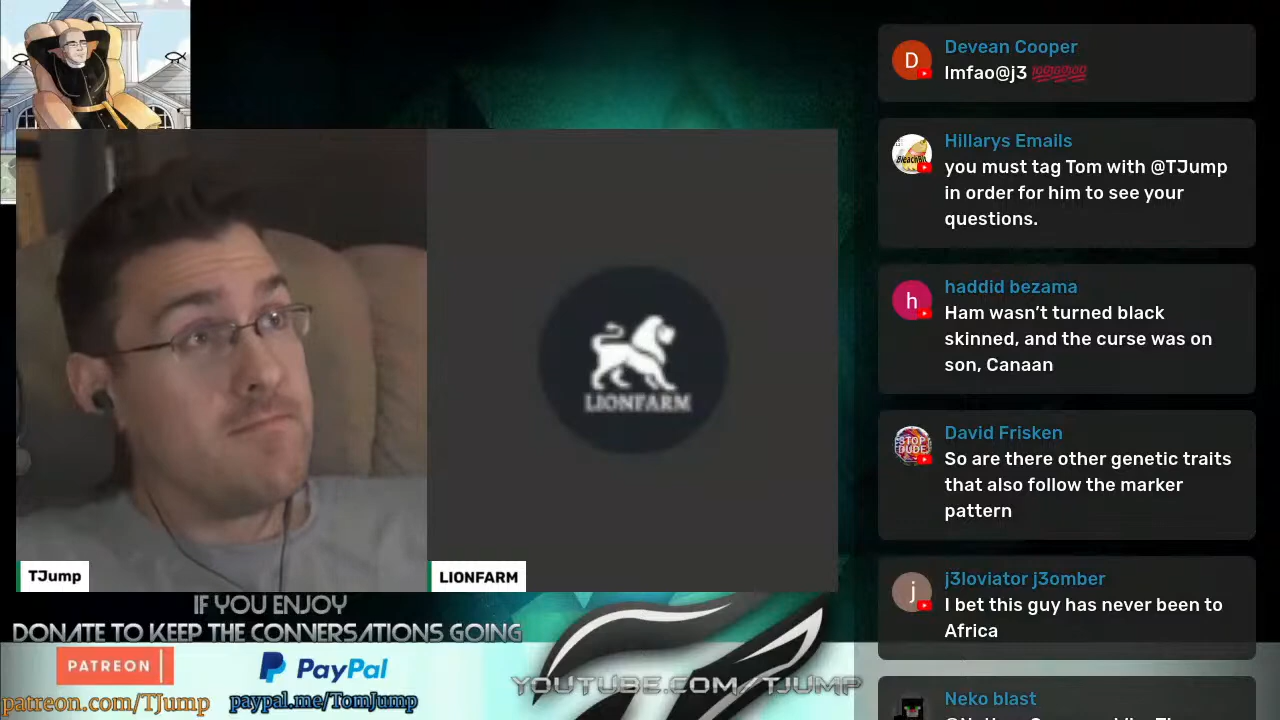 Devean Cooper
lmfao@j3 💯💯💯
Hillarys Emails
you must tag Tom with @TJump
in order for him to see your
questions.
haddid bezama
Ham wasn’t turned black
skinned, and the curse was on
son, Canaan
David Frisken
So are there other genetic traits
that also follow the marker
pattern
j3loviator j3omber
I bet this guy has never been to
Africa
Neko blast
LIONFARM
TJump
LIONFARM
IF YOU ENJOY
DONATE TO KEEP THE CONVERSATIONS GOING
PATREON
PayPal
patreon.com/TJump
paypal.me/TomJump
YOUTUBE.COM/TJUMP
D
BleachBit
h
STOP DUDE
j